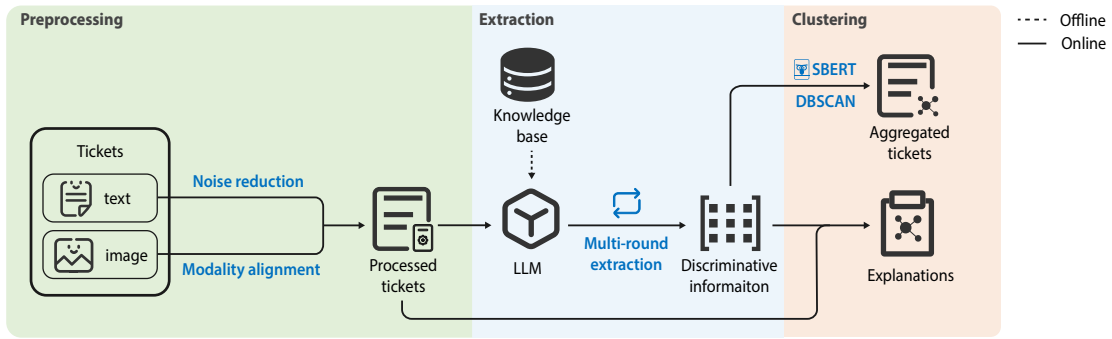 Preprocessing
Extraction
Clustering
Offline
Online
Tickets
text
image
Noise reduction
Modality alignment
Processed
tickets
Knowledge
base
LLM
Multi-round
extraction
Discriminative
informaiton
SBERT
DBSCAN
Aggregated
tickets
Explanations